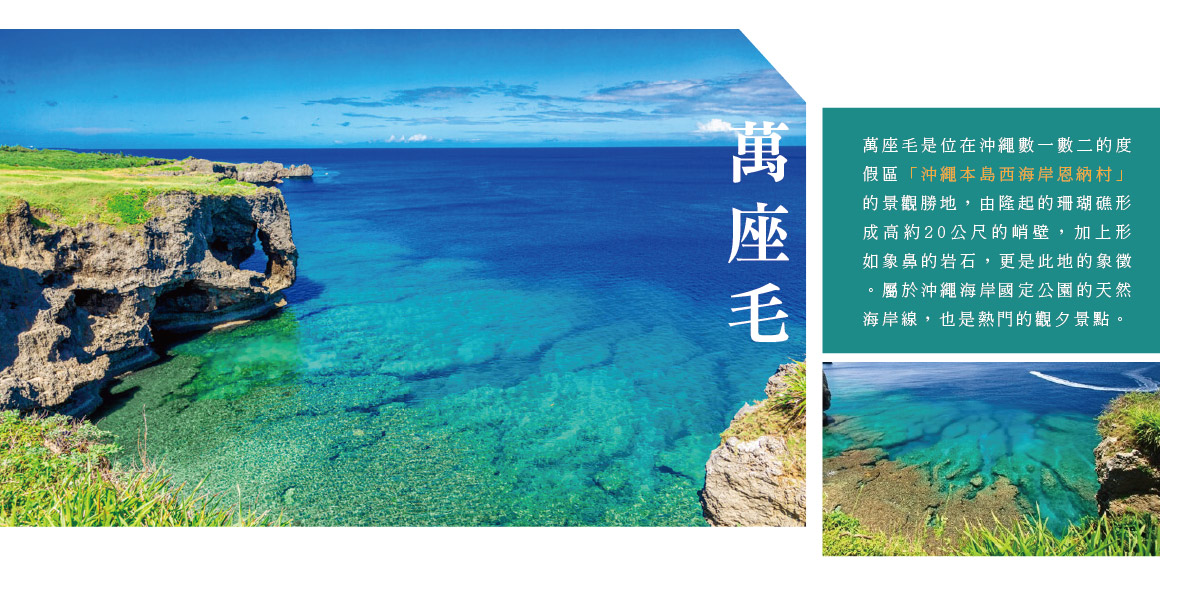 萬座毛
萬座毛是位在沖繩數一數二的度
假區「沖繩本島西海岸恩納村」
的景觀勝地，由隆起的珊瑚礁形
成高約20公尺的峭壁，加上形
如象鼻的岩石，更是此地的象徵
。屬於沖繩海岸國定公園的天然
海岸線，也是熱門的觀夕景點。